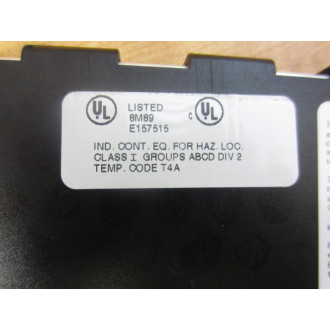 UL LISTED C UL
8M89
E157515
IND. CONT. EQ. FOR HAZ. LOC.
CLASS I GROUPS ABCD DIV 2
TEMP. CODE T4A